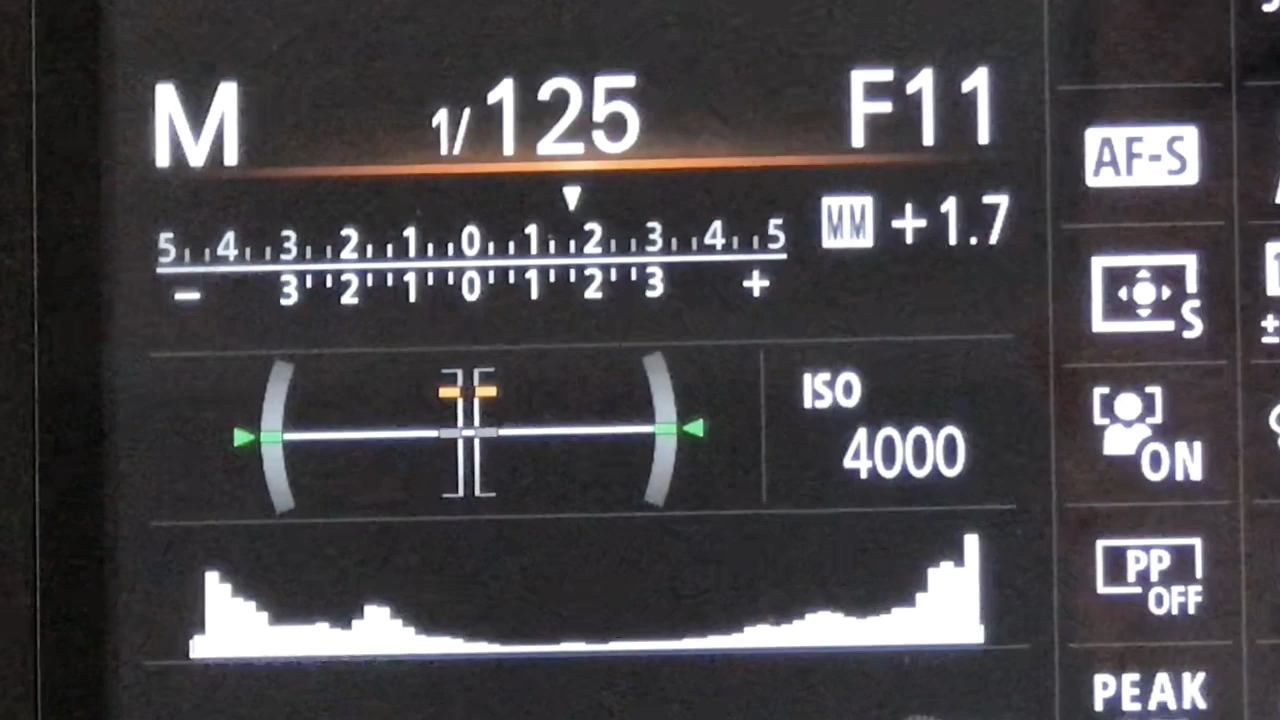 M 1/125 F11
AF-S
MM +1.7
5 4 3 2 1 0 1 2 3 4 5
− 3 2 1 0 1 2 3 +
S
ISO
4000
ON
PP
OFF
PEAK